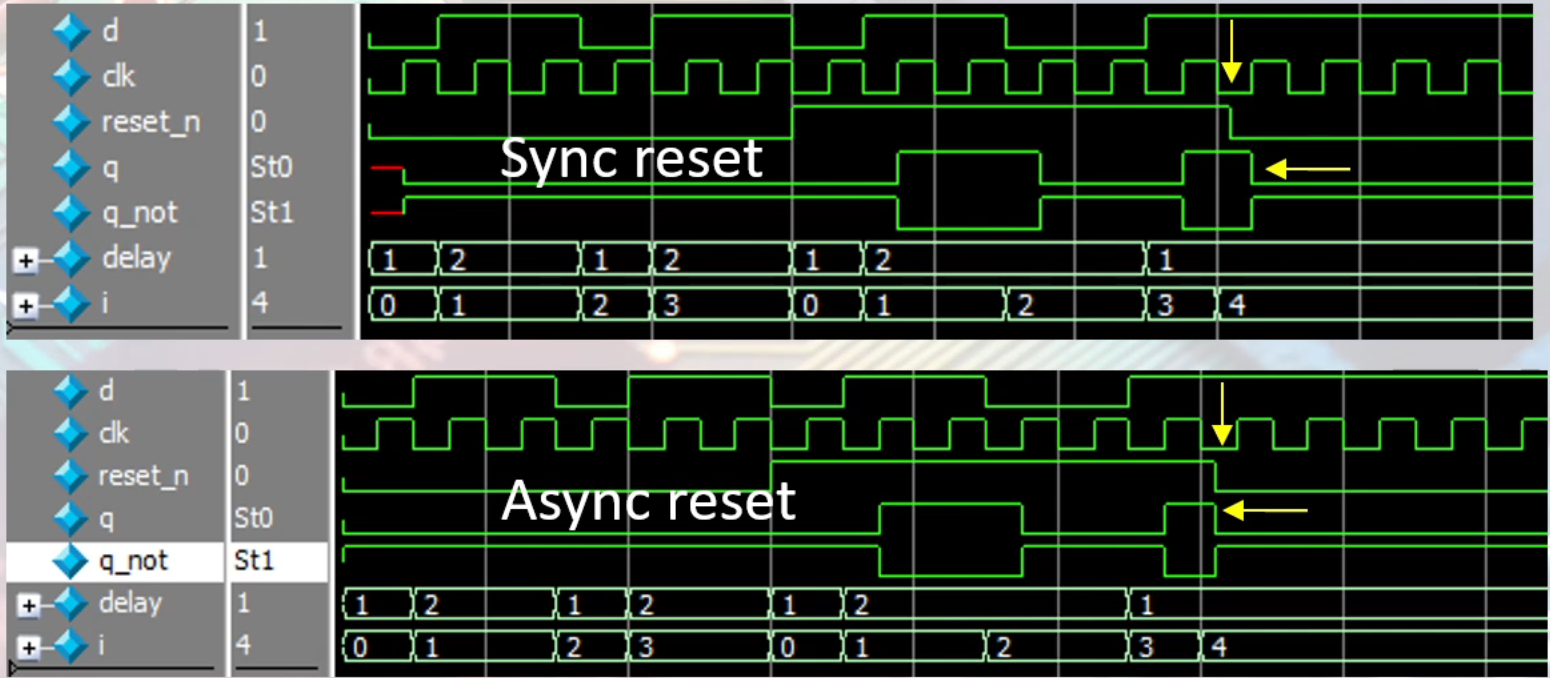 d 1
clk 0
reset_n 0
Sync reset
q St0
q_not St1
delay 1 1 2 1 2 1 2 1
i 4 0 1 2 3 0 1 2 3 4
d 1
clk 0
reset_n 0
Async reset
q St0
q_not St1
delay 1 1 2 1 2 1 2 1
i 4 0 1 2 3 0 1 2 3 4